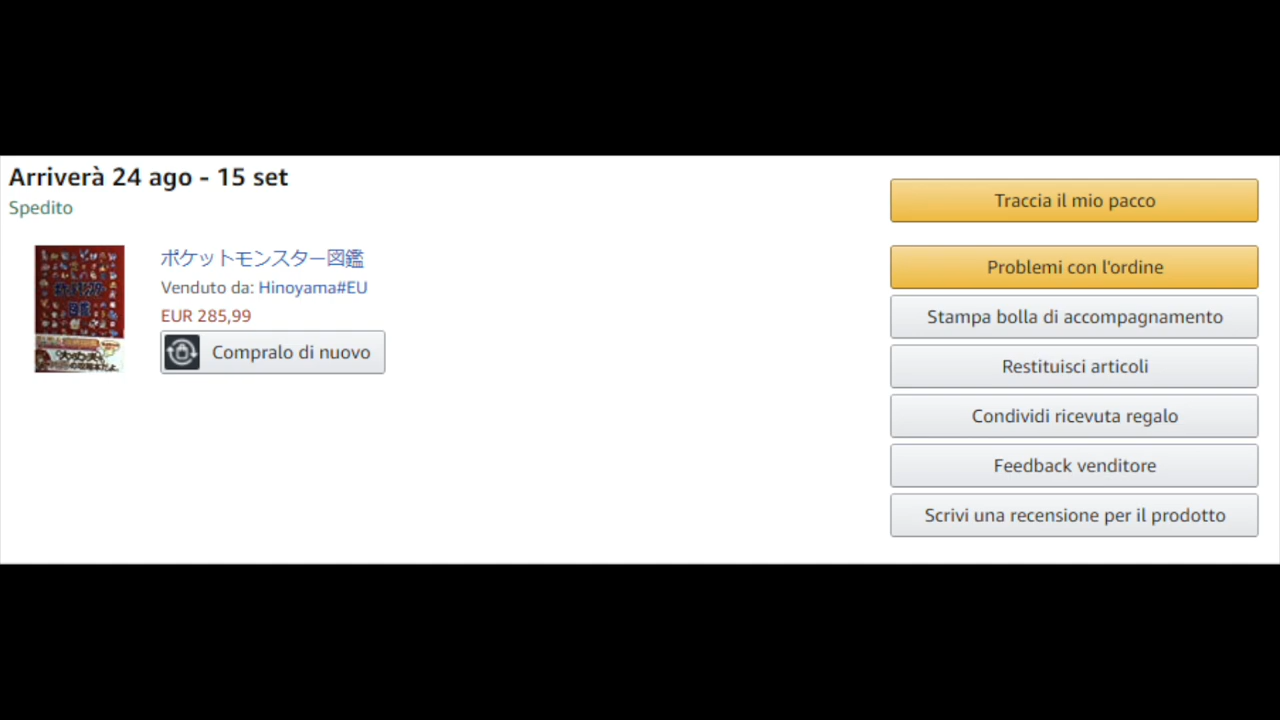 Arriverà 24 ago - 15 set
Spedito
ポケットモンスター図鑑
Venduto da: Hinoyama#EU
EUR 285,99
Compralo di nuovo
Traccia il mio pacco
Problemi con l'ordine
Stampa bolla di accompagnamento
Restituisci articoli
Condividi ricevuta regalo
Feedback venditore
Scrivi una recensione per il prodotto